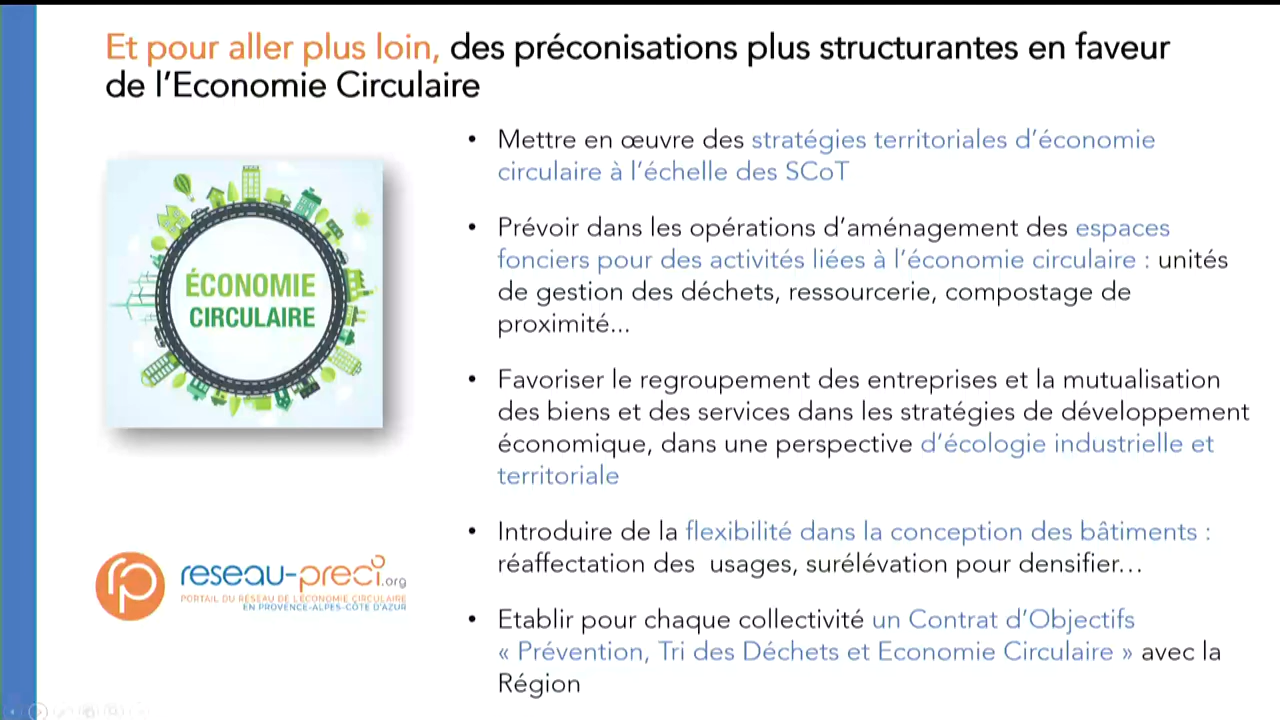 Et pour aller plus loin, des préconisations plus structurantes en faveur
de l’Economie Circulaire
ÉCONOMIE
CIRCULAIRE
• Mettre en œuvre des stratégies territoriales d’économie
circulaire à l’échelle des SCoT
• Prévoir dans les opérations d’aménagement des espaces
fonciers pour des activités liées à l’économie circulaire : unités
de gestion des déchets, ressourcerie, compostage de
proximité...
• Favoriser le regroupement des entreprises et la mutualisation
des biens et des services dans les stratégies de développement
économique, dans une perspective d’écologie industrielle et
territoriale
• Introduire de la flexibilité dans la conception des bâtiments :
réaffectation des  usages, surélévation pour densifier…
• Etablir pour chaque collectivité un Contrat d’Objectifs
« Prévention, Tri des Déchets et Economie Circulaire » avec la
Région
rp
reseau-preci.org
PORTAIL DU RÉSEAU DE L'ÉCONOMIE CIRCULAIRE
EN PROVENCE-ALPES-CÔTE D'AZUR